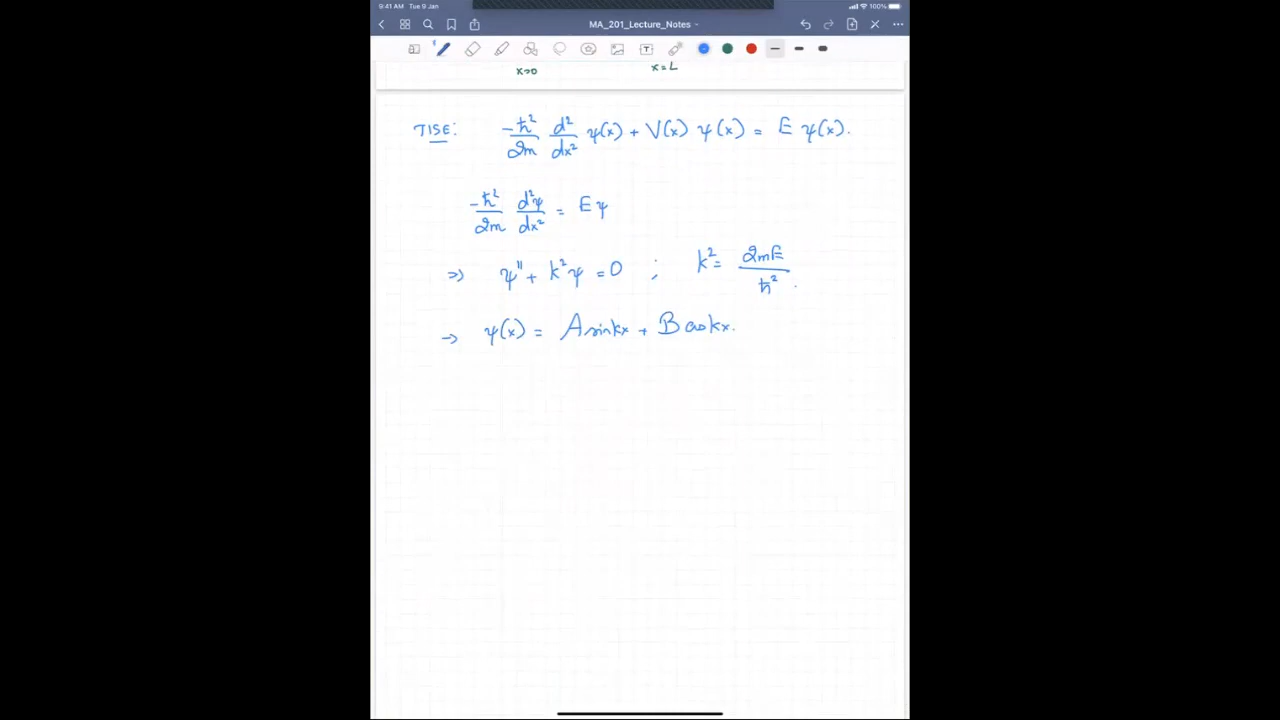 9:41 AM Tue 9 Jan 100%
MA_201_Lecture_Notes
x=0 x=L
TISE: -ħ²/2m d²/dx² ψ(x) + V(x) ψ(x) = E ψ(x).
-ħ²/2m d²ψ/dx² = E ψ
⇒ ψ'' + k²ψ = 0 ; k² = 2mE/ħ².
→ ψ(x) = A sinkx + B coskx.